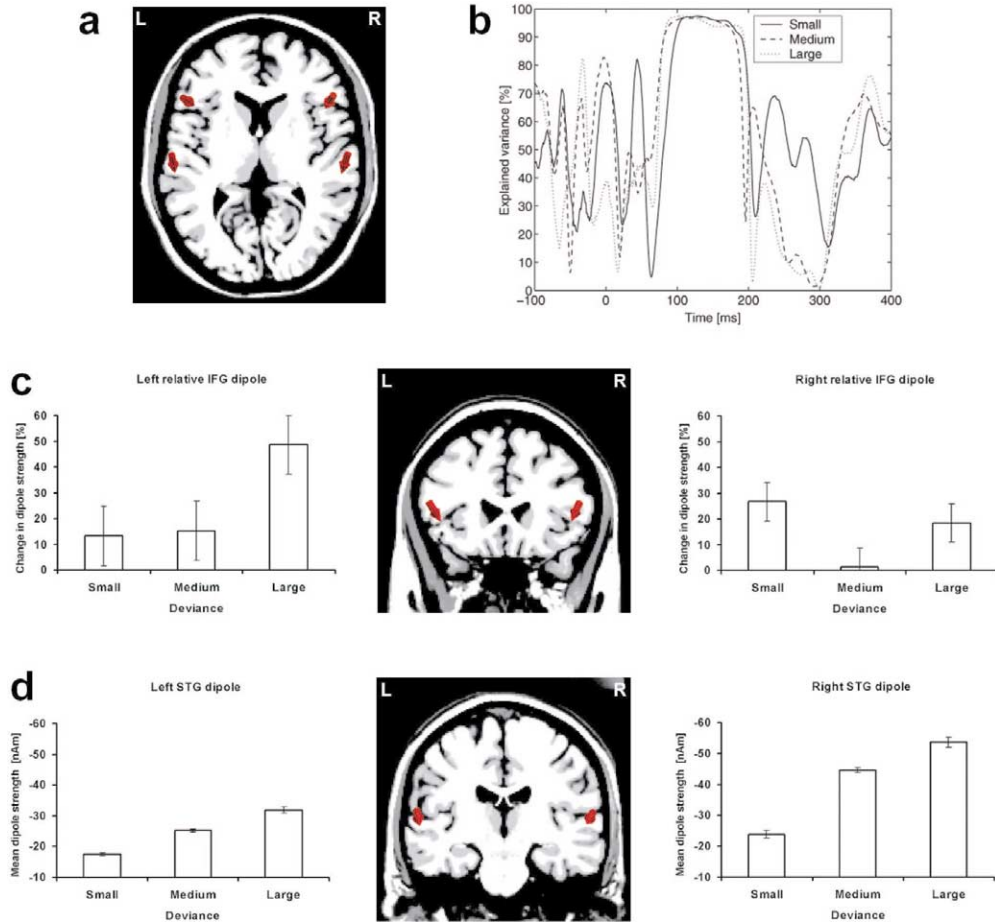 a
L R
b
100
90
80
70
60
50
40
30
20
10
0
Explained variance [%]
Small
Medium
Large
−100 0 100 200 300 400
Time [ms]
c
Left relative IFG dipole
60
50
40
30
20
10
0
Change in dipole strength [%]
Small Medium Large
Deviance
L R
Right relative IFG dipole
60
50
40
30
20
10
0
Change in dipole strength [%]
Small Medium Large
Deviance
d
Left STG dipole
-60
-50
-40
-30
-20
-10
Mean dipole strength [nAm]
Small Medium Large
Deviance
L R
Right STG dipole
-60
-50
-40
-30
-20
-10
Mean dipole strength [nAm]
Small Medium Large
Deviance